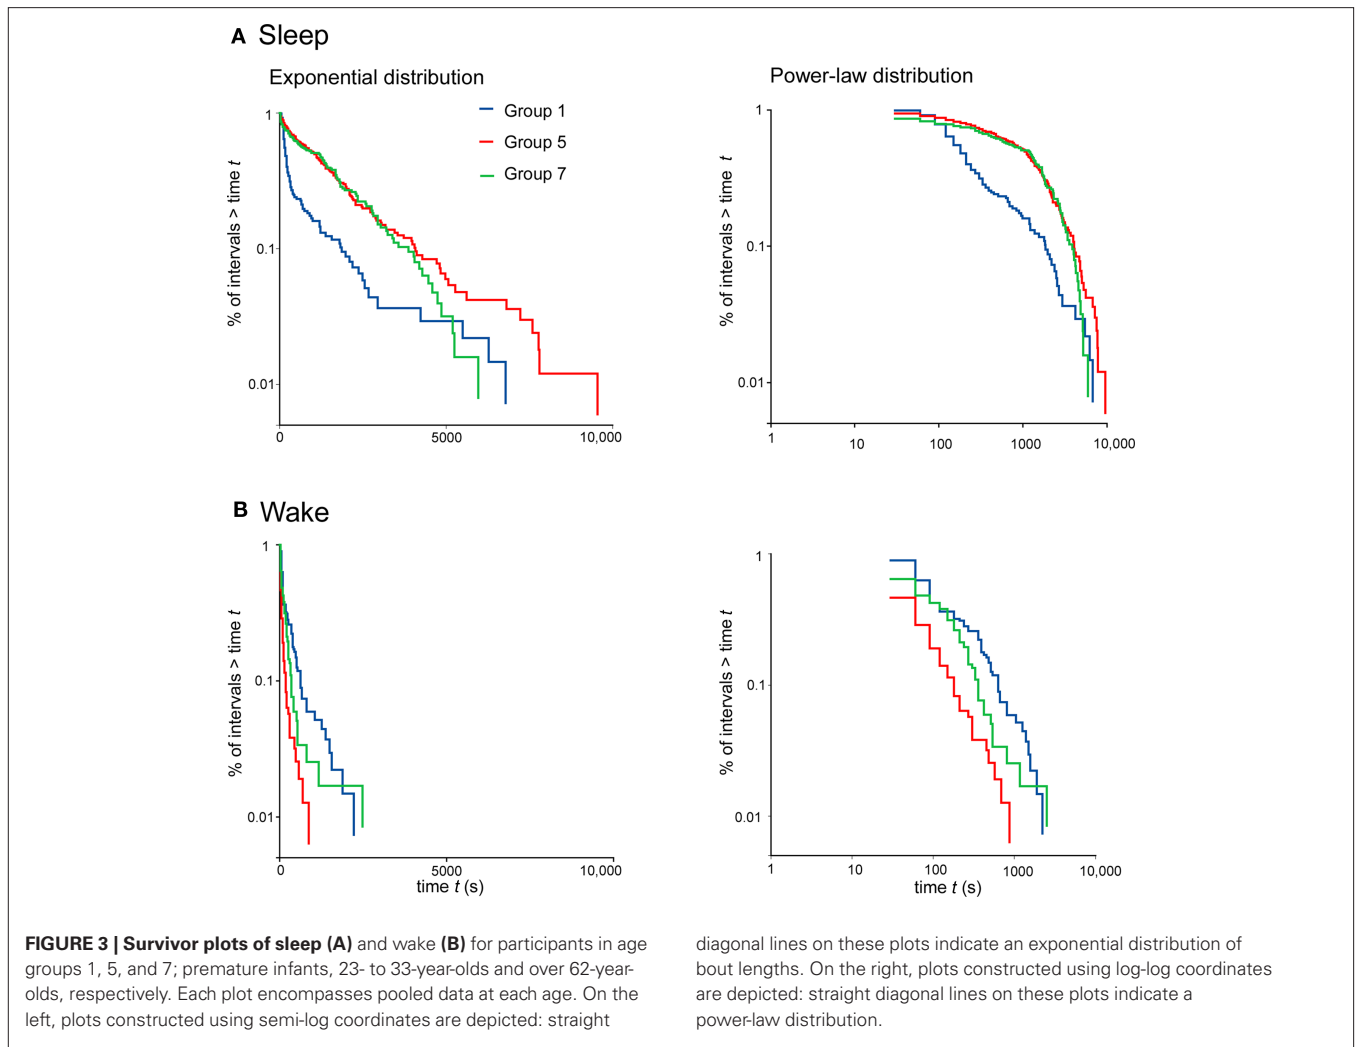 A Sleep
Exponential distribution
Group 1
Group 5
Group 7
% of intervals > time t
1
0.1
0.01
0
5000
10,000
Power-law distribution
% of intervals > time t
1
0.1
0.01
1
10
100
1000
10,000
B Wake
% of intervals > time t
1
0.1
0.01
0
5000
10,000
time t (s)
% of intervals > time t
1
0.1
0.01
1
10
100
1000
10,000
time t (s)
FIGURE 3 | Survivor plots of sleep (A) and wake (B) for participants in age
groups 1, 5, and 7; premature infants, 23- to 33-year-olds and over 62-year-
olds, respectively. Each plot encompasses pooled data at each age. On the
left, plots constructed using semi-log coordinates are depicted: straight
diagonal lines on these plots indicate an exponential distribution of
bout lengths. On the right, plots constructed using log-log coordinates
are depicted: straight diagonal lines on these plots indicate a
power-law distribution.